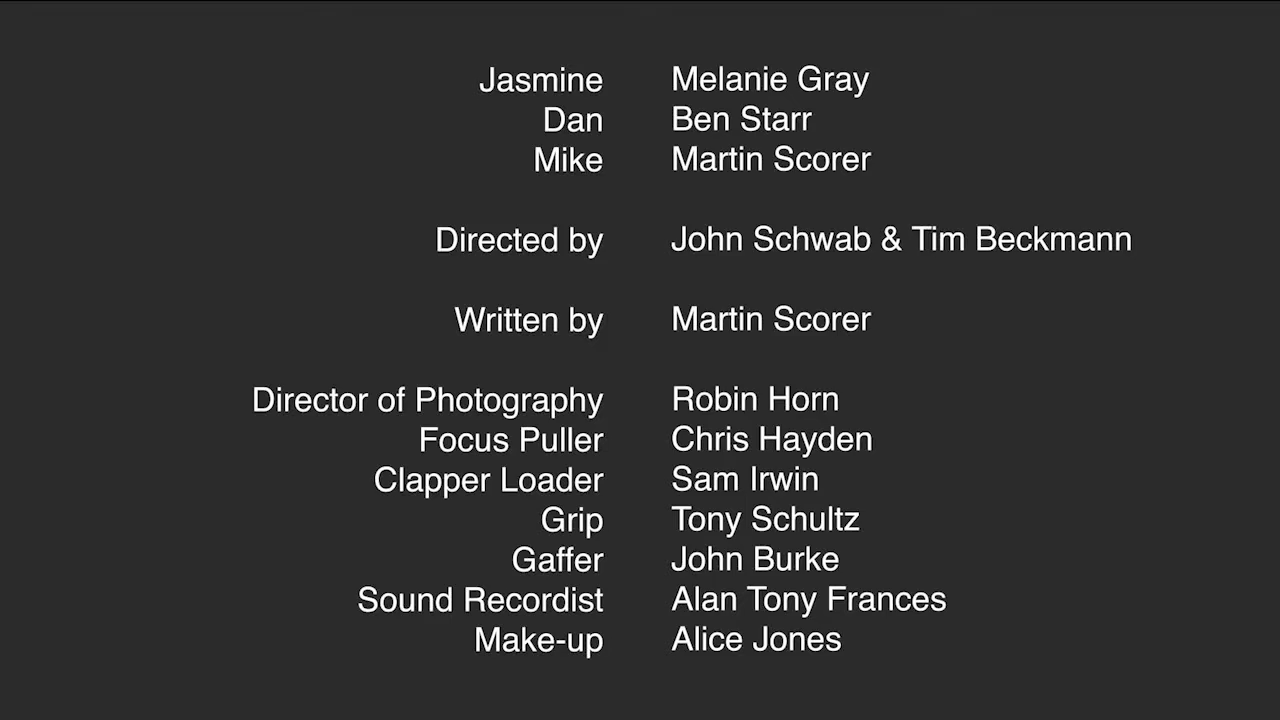 Jasmine Melanie Gray
Dan Ben Starr
Mike Martin Scorer
Directed by John Schwab & Tim Beckmann
Written by Martin Scorer
Director of Photography Robin Horn
Focus Puller Chris Hayden
Clapper Loader Sam Irwin
Grip Tony Schultz
Gaffer John Burke
Sound Recordist Alan Tony Frances
Make-up Alice Jones